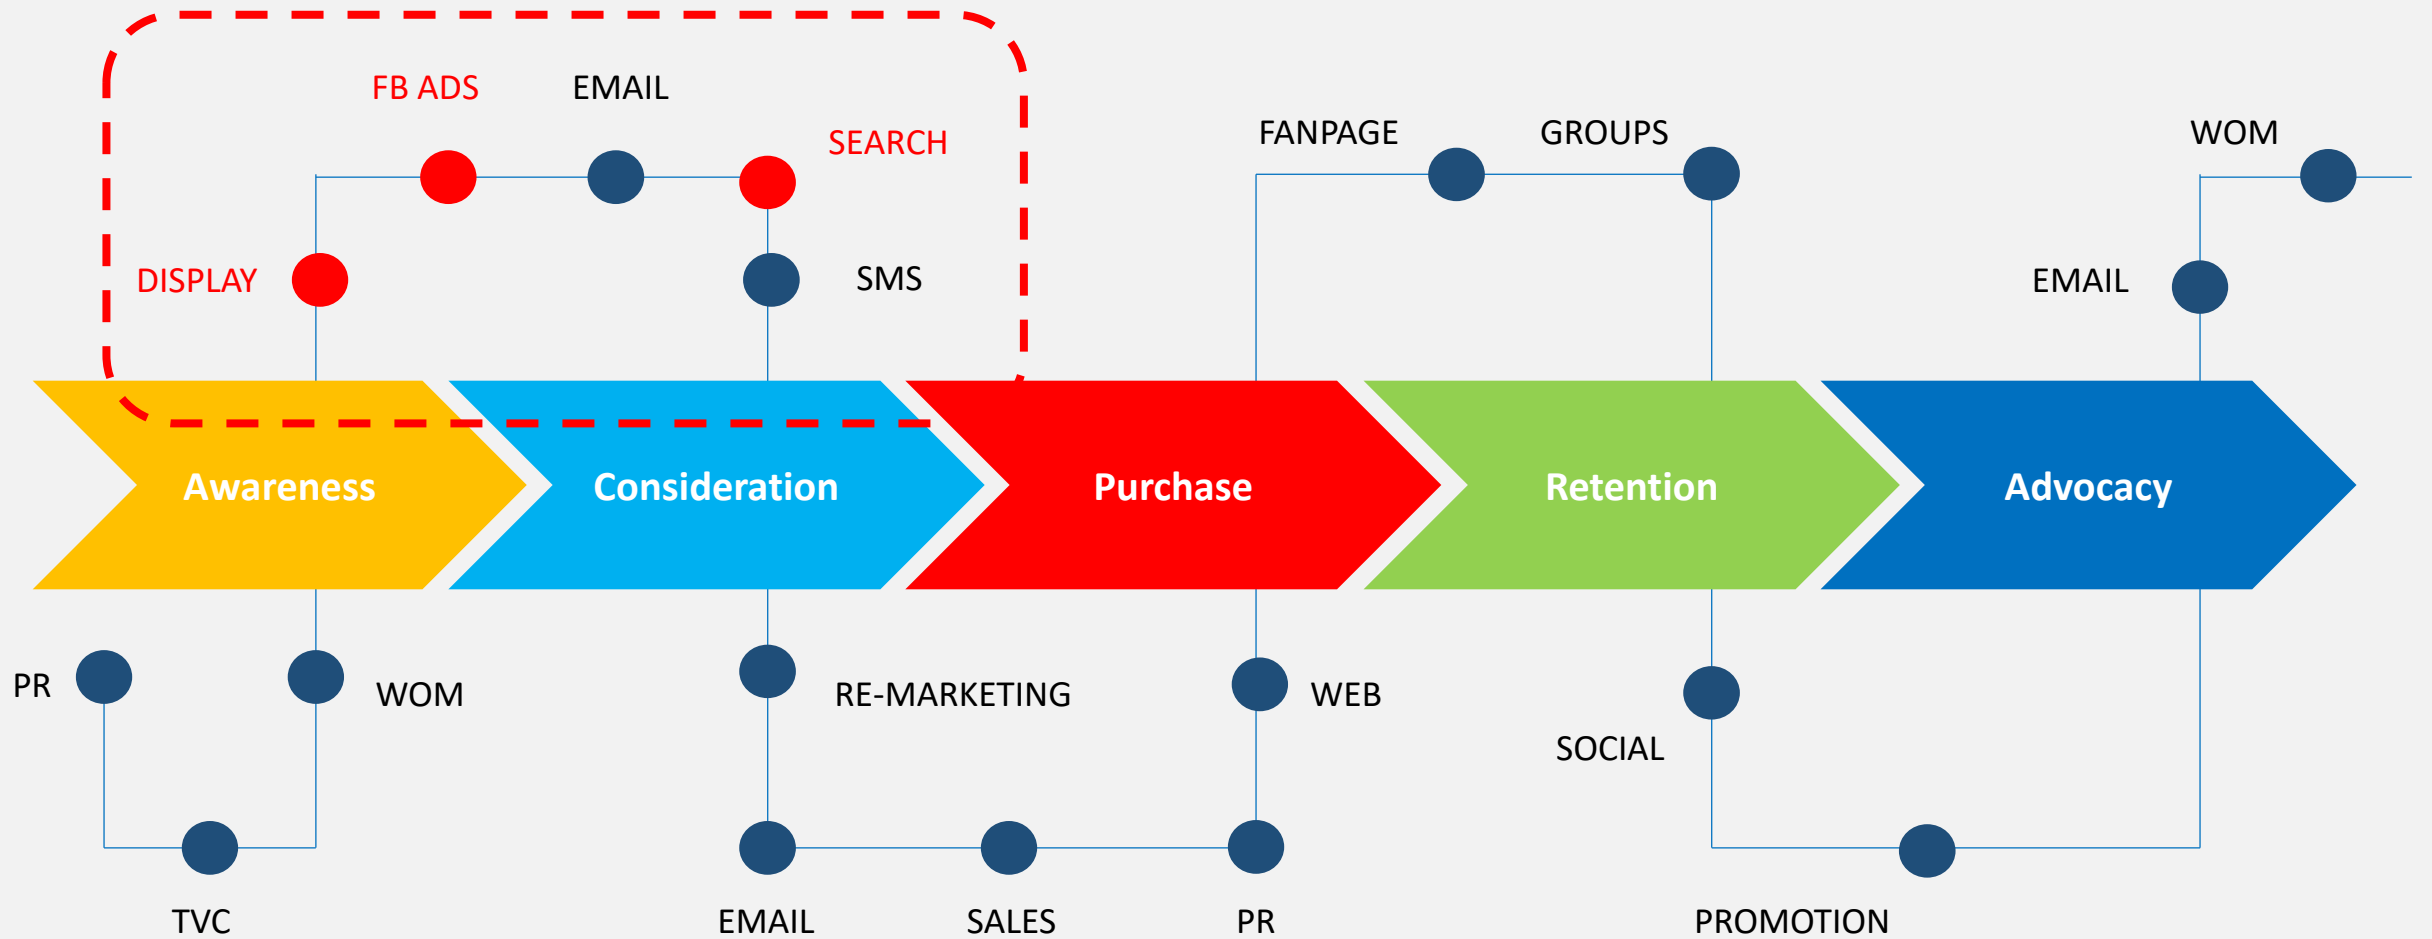 FB ADS
EMAIL
SEARCH
FANPAGE
GROUPS
WOM
DISPLAY
SMS
EMAIL
Awareness
Consideration
Purchase
Retention
Advocacy
PR
WOM
RE-MARKETING
WEB
SOCIAL
TVC
EMAIL
SALES
PR
PROMOTION